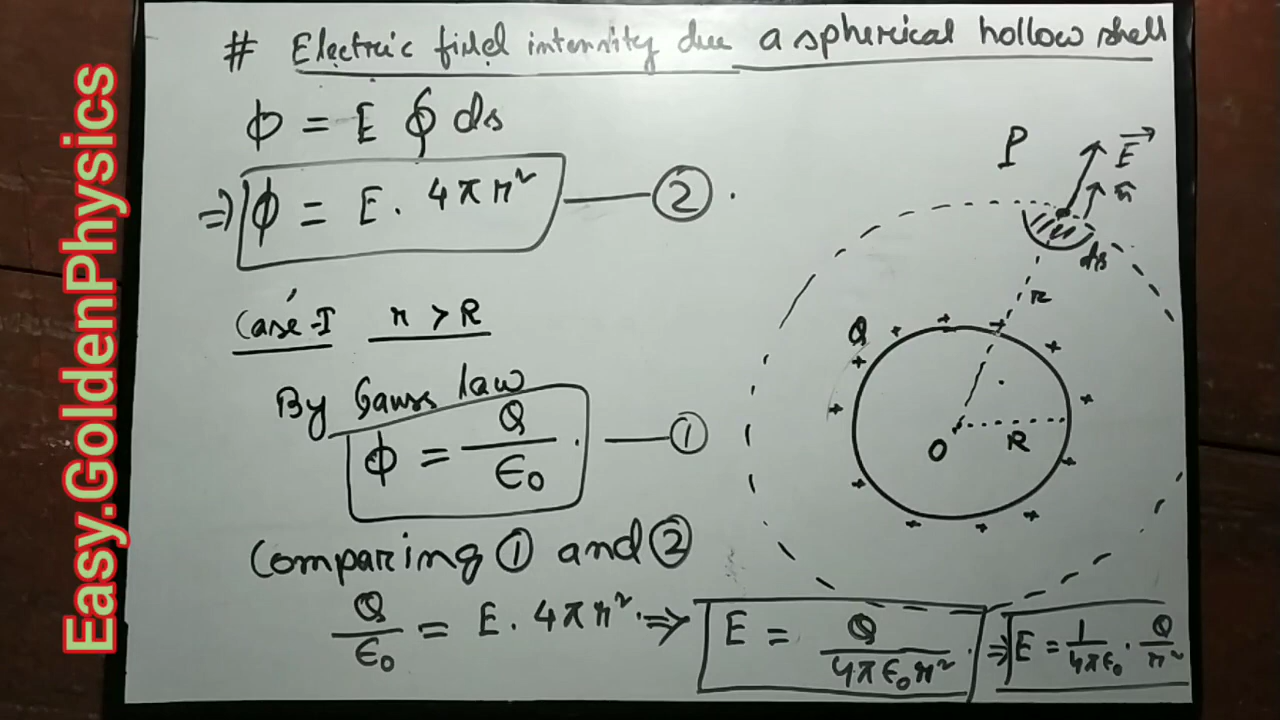 # Electric field intensity due a spherical hollow shell
ϕ = E ∮ ds
⇒ ϕ = E. 4πr² — ② .
Case-I r > R
By Gauss law
ϕ = Q/ε₀ . — ①
Comparing ① and ②
Q/ε₀ = E. 4πr² . ⇒ E = Q/4πε₀r² . ⇒ E = 1/4πε₀ . Q/r²
P
E⃗
n⃗
ds
r
Q
O
R
Easy.GoldenPhysics